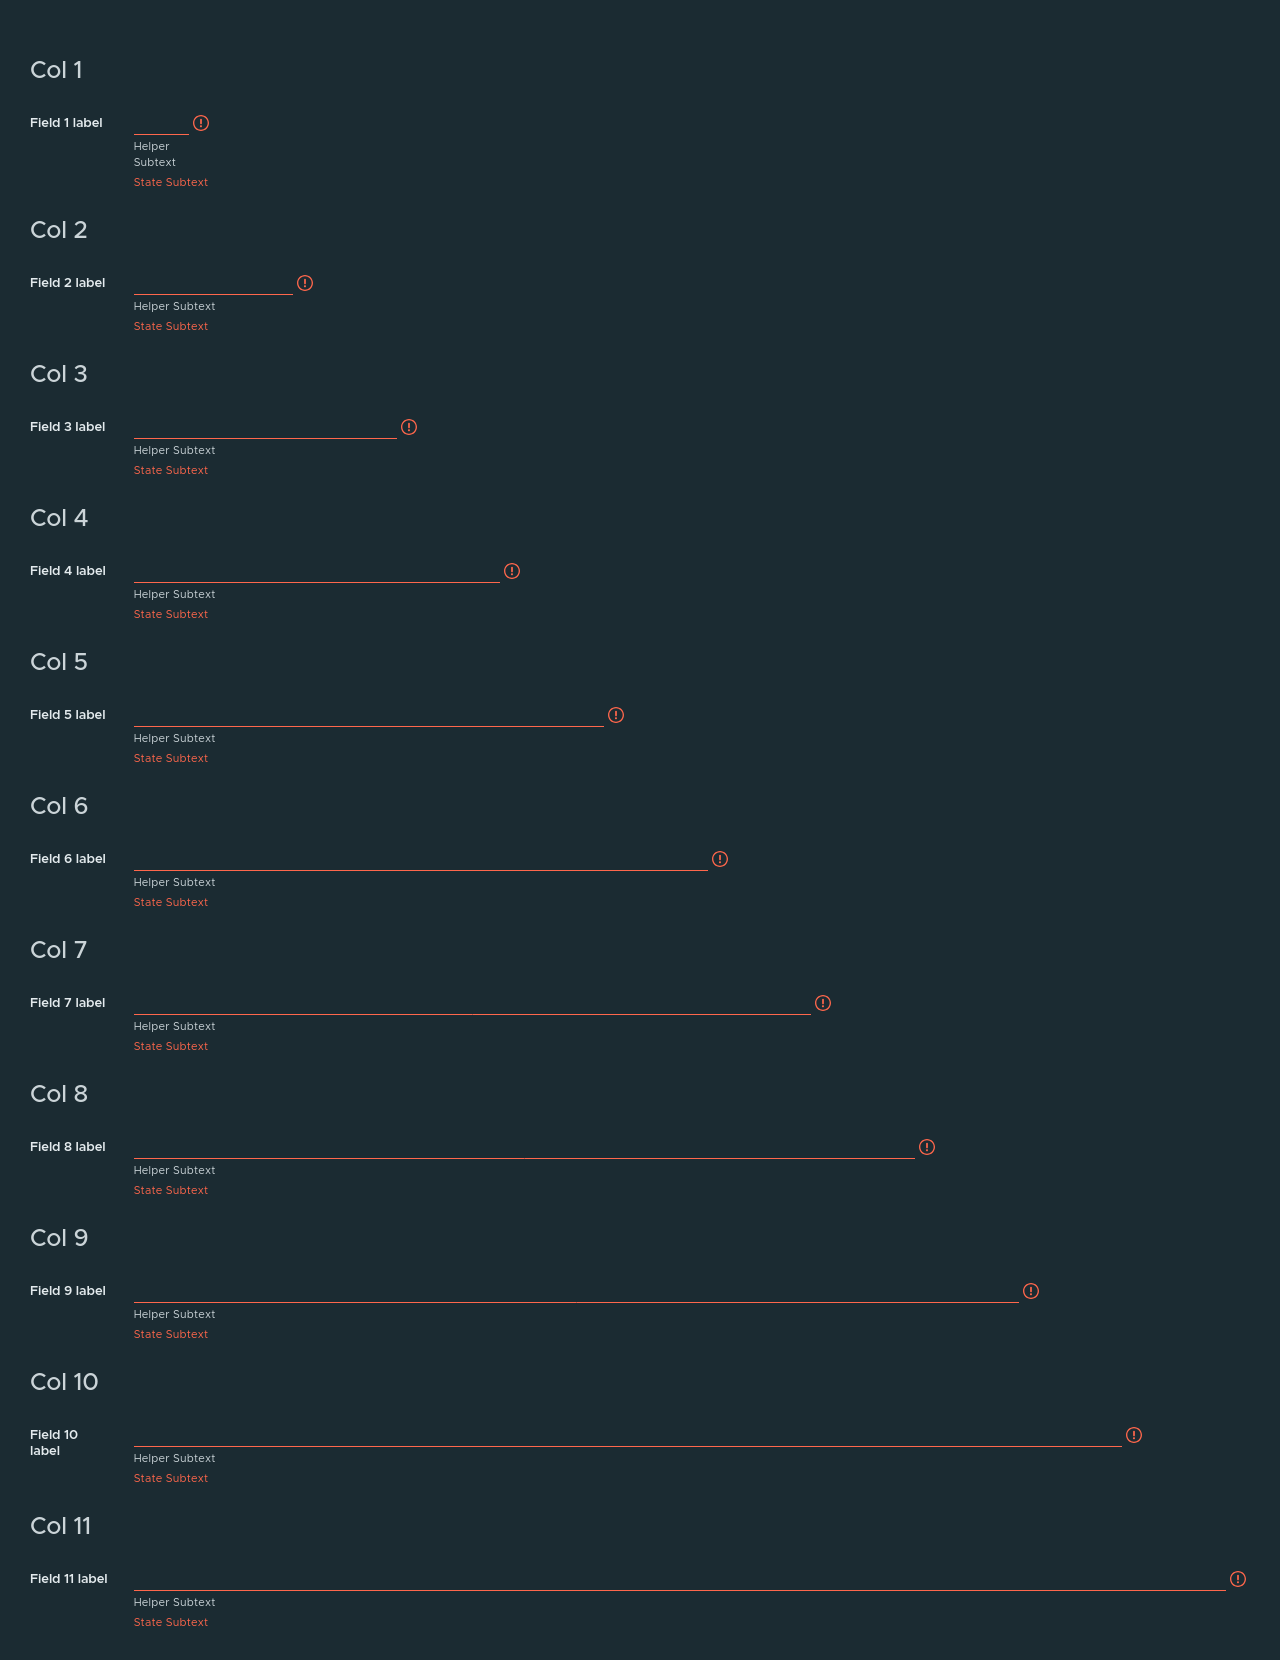 Col 1
Field 1 label
Helper
Subtext
State Subtext
Col 2
Field 2 label
Helper Subtext
State Subtext
Col 3
Field 3 label
Helper Subtext
State Subtext
Col 4
Field 4 label
Helper Subtext
State Subtext
Col 5
Field 5 label
Helper Subtext
State Subtext
Col 6
Field 6 label
Helper Subtext
State Subtext
Col 7
Field 7 label
Helper Subtext
State Subtext
Col 8
Field 8 label
Helper Subtext
State Subtext
Col 9
Field 9 label
Helper Subtext
State Subtext
Col 10
Field 10
label
Helper Subtext
State Subtext
Col 11
Field 11 label
Helper Subtext
State Subtext